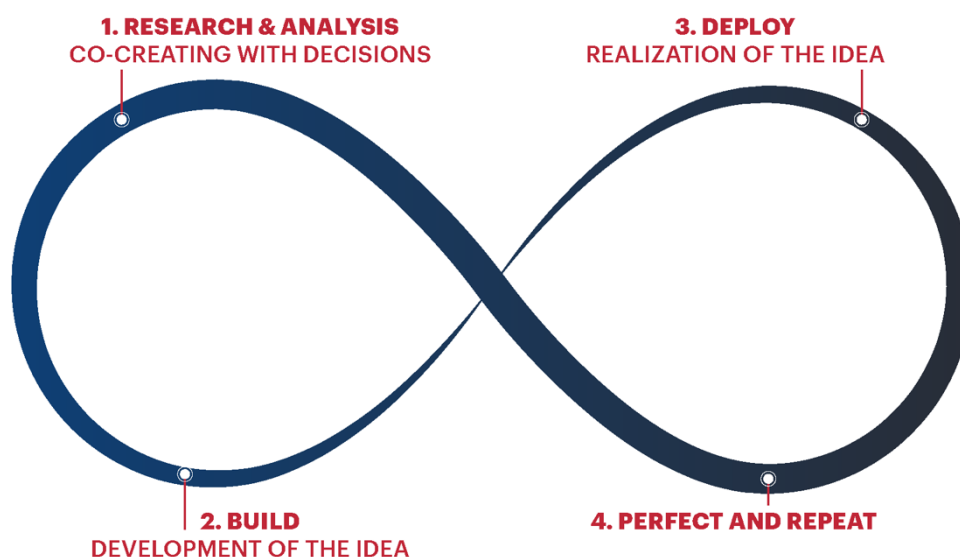 1. RESEARCH & ANALYSIS
CO-CREATING WITH DECISIONS
2. BUILD
DEVELOPMENT OF THE IDEA
3. DEPLOY
REALIZATION OF THE IDEA
4. PERFECT AND REPEAT